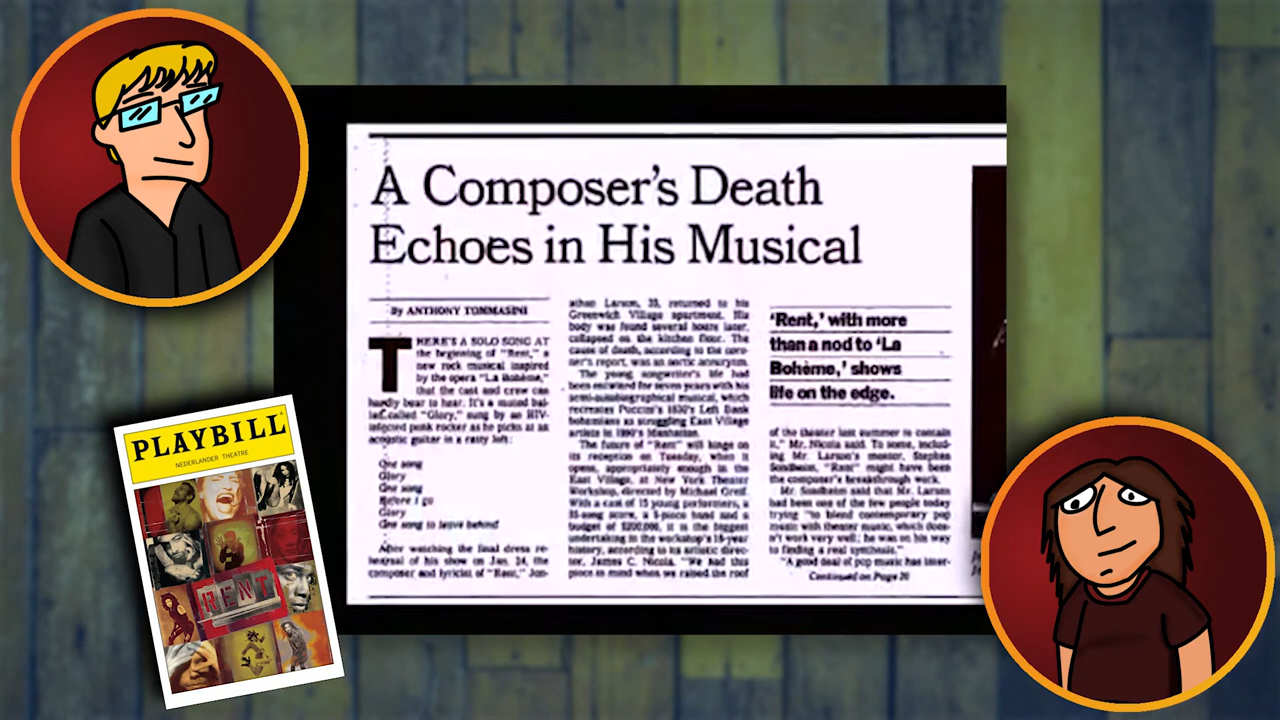 A Composer's Death
Echoes in His Musical
By ANTHONY TOMMASINI
THERE'S A SOLO SONG AT
the beginning of "Rent," a
new rock musical inspired
by the opera "La Bohème,"
that the cast and crew can
hardly bear to hear. It's a muted bal-
lad called "Glory," sung by an HIV-
infected punk rocker as he picks at an
acoustic guitar in a ratty loft:
One song
Glory
One song
Before I go
Glory
One song to leave behind
After watching the final dress re-
hearsal of his show on Jan. 24, the
composer and lyricist of "Rent," Jon-
athan Larson, 35, returned to his
Greenwich Village apartment. His
body was found several hours later,
collapsed on the kitchen floor. The
cause of death, according to the coro-
ner's report, was an aortic aneurysm.
The young songwriter's life had
been entwined for seven years with his
semi-autobiographical musical, which
recreates Puccini's 1830's Left Bank
bohemians as struggling East Village
artists in 1990's Manhattan.
The future of "Rent" will hinge on
its reception on Tuesday, when it
opens, appropriately enough in the
East Village, at New York Theater
Workshop, directed by Michael Greif.
With a cast of 15 young performers, a
score, a 5-piece band and a
budget of $200,000, it is the biggest
undertaking in the workshop's
history, according to its artistic direc-
tor, James C. Nicola. "We had this
piece in mind when we raised the roof
'Rent,' with more
than a nod to 'La
Bohème,' shows
life on the edge.
of the theater last summer to contain
it," Mr. Nicola said. To some, includ-
ing Mr. Larson's mentor, Stephen
Sondheim, "Rent" might have been
the composer's breakthrough work.
Mr. Sondheim said that Mr. Larson
had been one of the few people today
trying "to blend contemporary pop
music with theater music, which does-
n't work very well; he was on his way
to finding a real synthesis."
"A good deal of pop music has inter-
Continued on Page
PLAYBILL
NEDERLANDER THEATRE
RENT